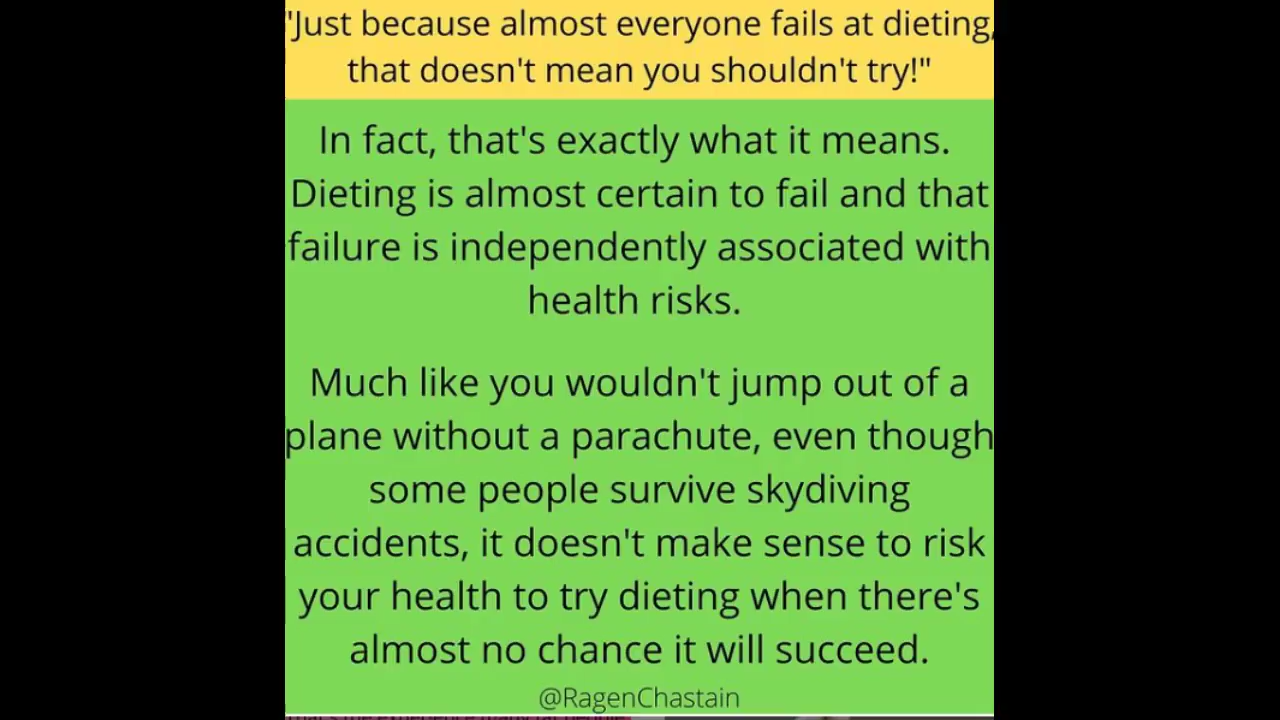 "Just because almost everyone fails at dieting,
that doesn't mean you shouldn't try!"
In fact, that's exactly what it means.
Dieting is almost certain to fail and that
failure is independently associated with
health risks.
Much like you wouldn't jump out of a
plane without a parachute, even though
some people survive skydiving
accidents, it doesn't make sense to risk
your health to try dieting when there's
almost no chance it will succeed.
@RagenChastain